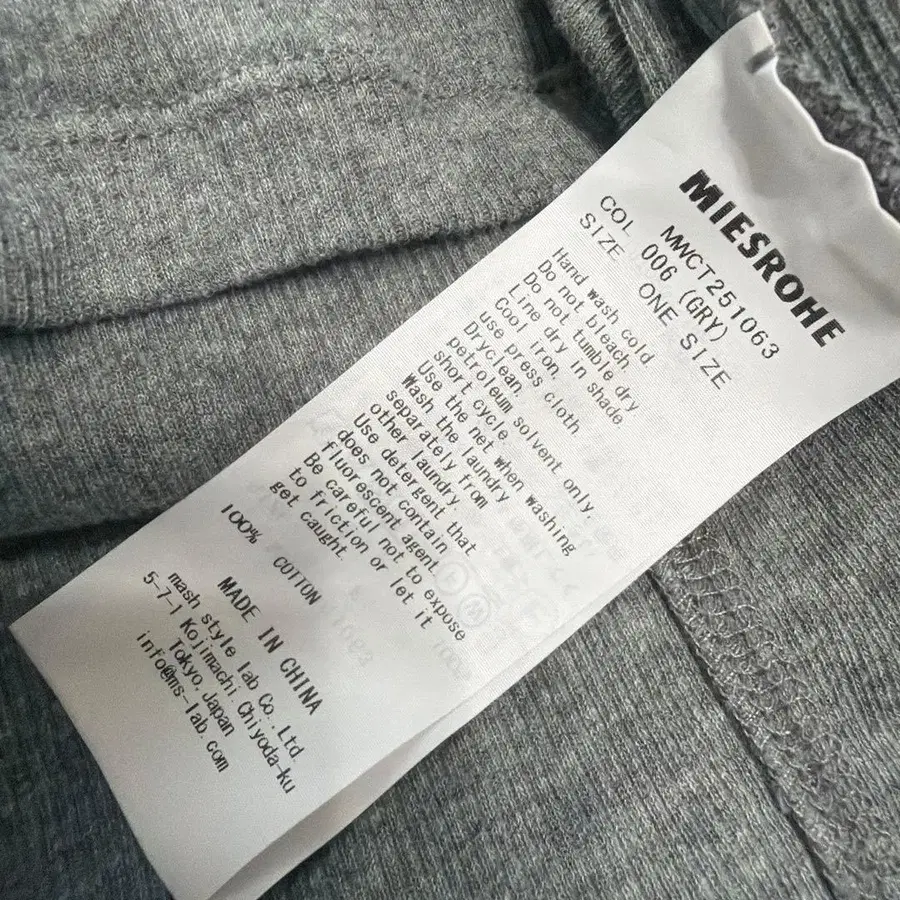 MIESROHE
MWCT251063
COL 006 (GRY)
SIZE ONE SIZE
Hand wash cold
Do not bleach.
Do not tumble dry
Line dry in shade
Cool iron,
use press cloth.
Dryclean,
petroleum solvent only,
short cycle.
Use the net when washing
Wash the laundry
separately from
other laundry.
Use detergent that
does not contain
fluorescent agent.
Be careful not to expose
to friction or let it
get caught.
100% COTTON
MADE IN CHINA
mash style lab Co., Ltd.
5-7-1 Kojimachi, Chiyoda-ku
Tokyo, Japan
info@ms-lab.com